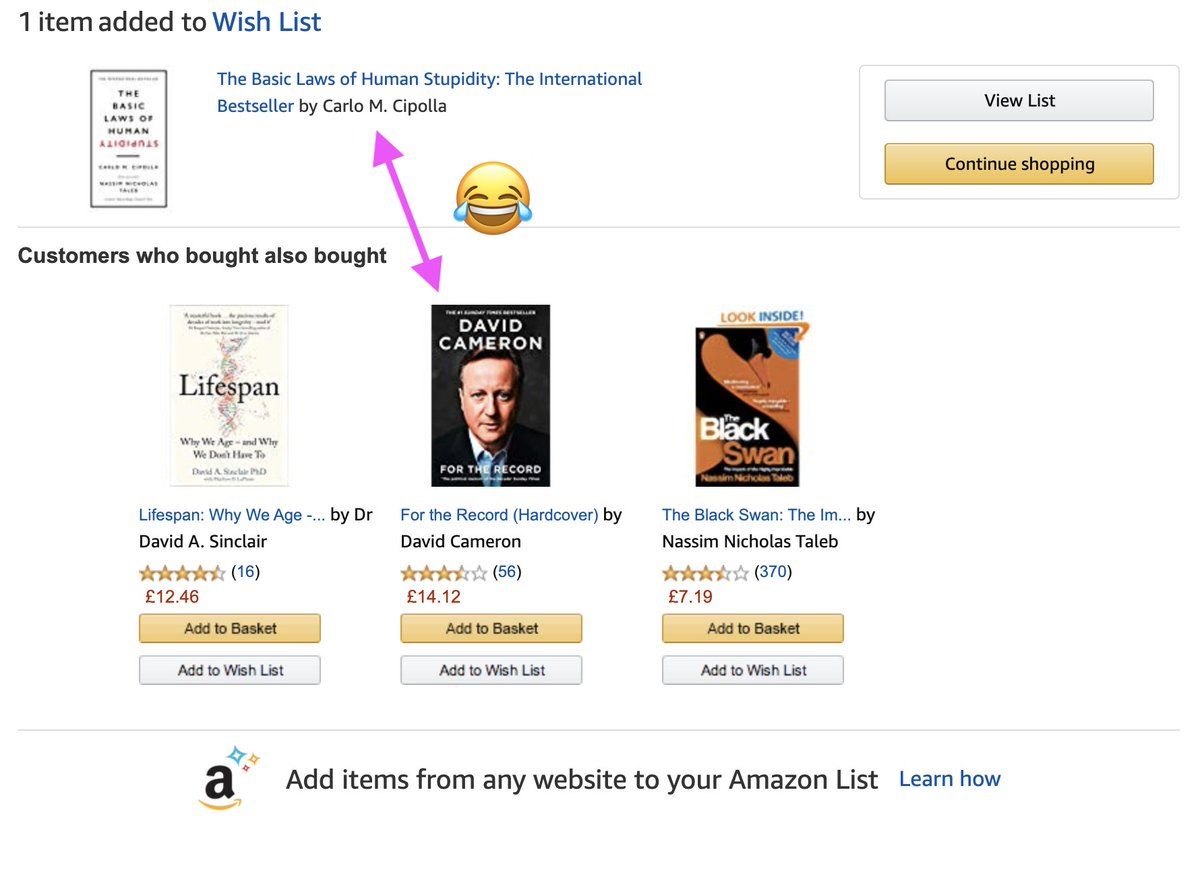 1 item added to Wish List
The Basic Laws of Human Stupidity: The International
Bestseller by Carlo M. Cipolla
THE
BASIC
LAWS OF
HUMAN
STUPIDITY
CARLO M. CIPOLLA
NASSIM NICHOLAS
TALEB
View List
Continue shopping
Customers who bought also bought
Lifespan
Why We Age – and Why
We Don't Have To
David A. Sinclair PhD
THE #1 SUNDAY TIMES BESTSELLER
DAVID
CAMERON
FOR THE RECORD
LOOK INSIDE!
The
Black
Swan
The Impact of the Highly Improbable
Nassim Nicholas Taleb
Lifespan: Why We Age -... by Dr
David A. Sinclair
(16)
£12.46
Add to Basket
Add to Wish List
For the Record (Hardcover) by
David Cameron
(56)
£14.12
Add to Basket
Add to Wish List
The Black Swan: The Im... by
Nassim Nicholas Taleb
(370)
£7.19
Add to Basket
Add to Wish List
a
Add items from any website to your Amazon List Learn how